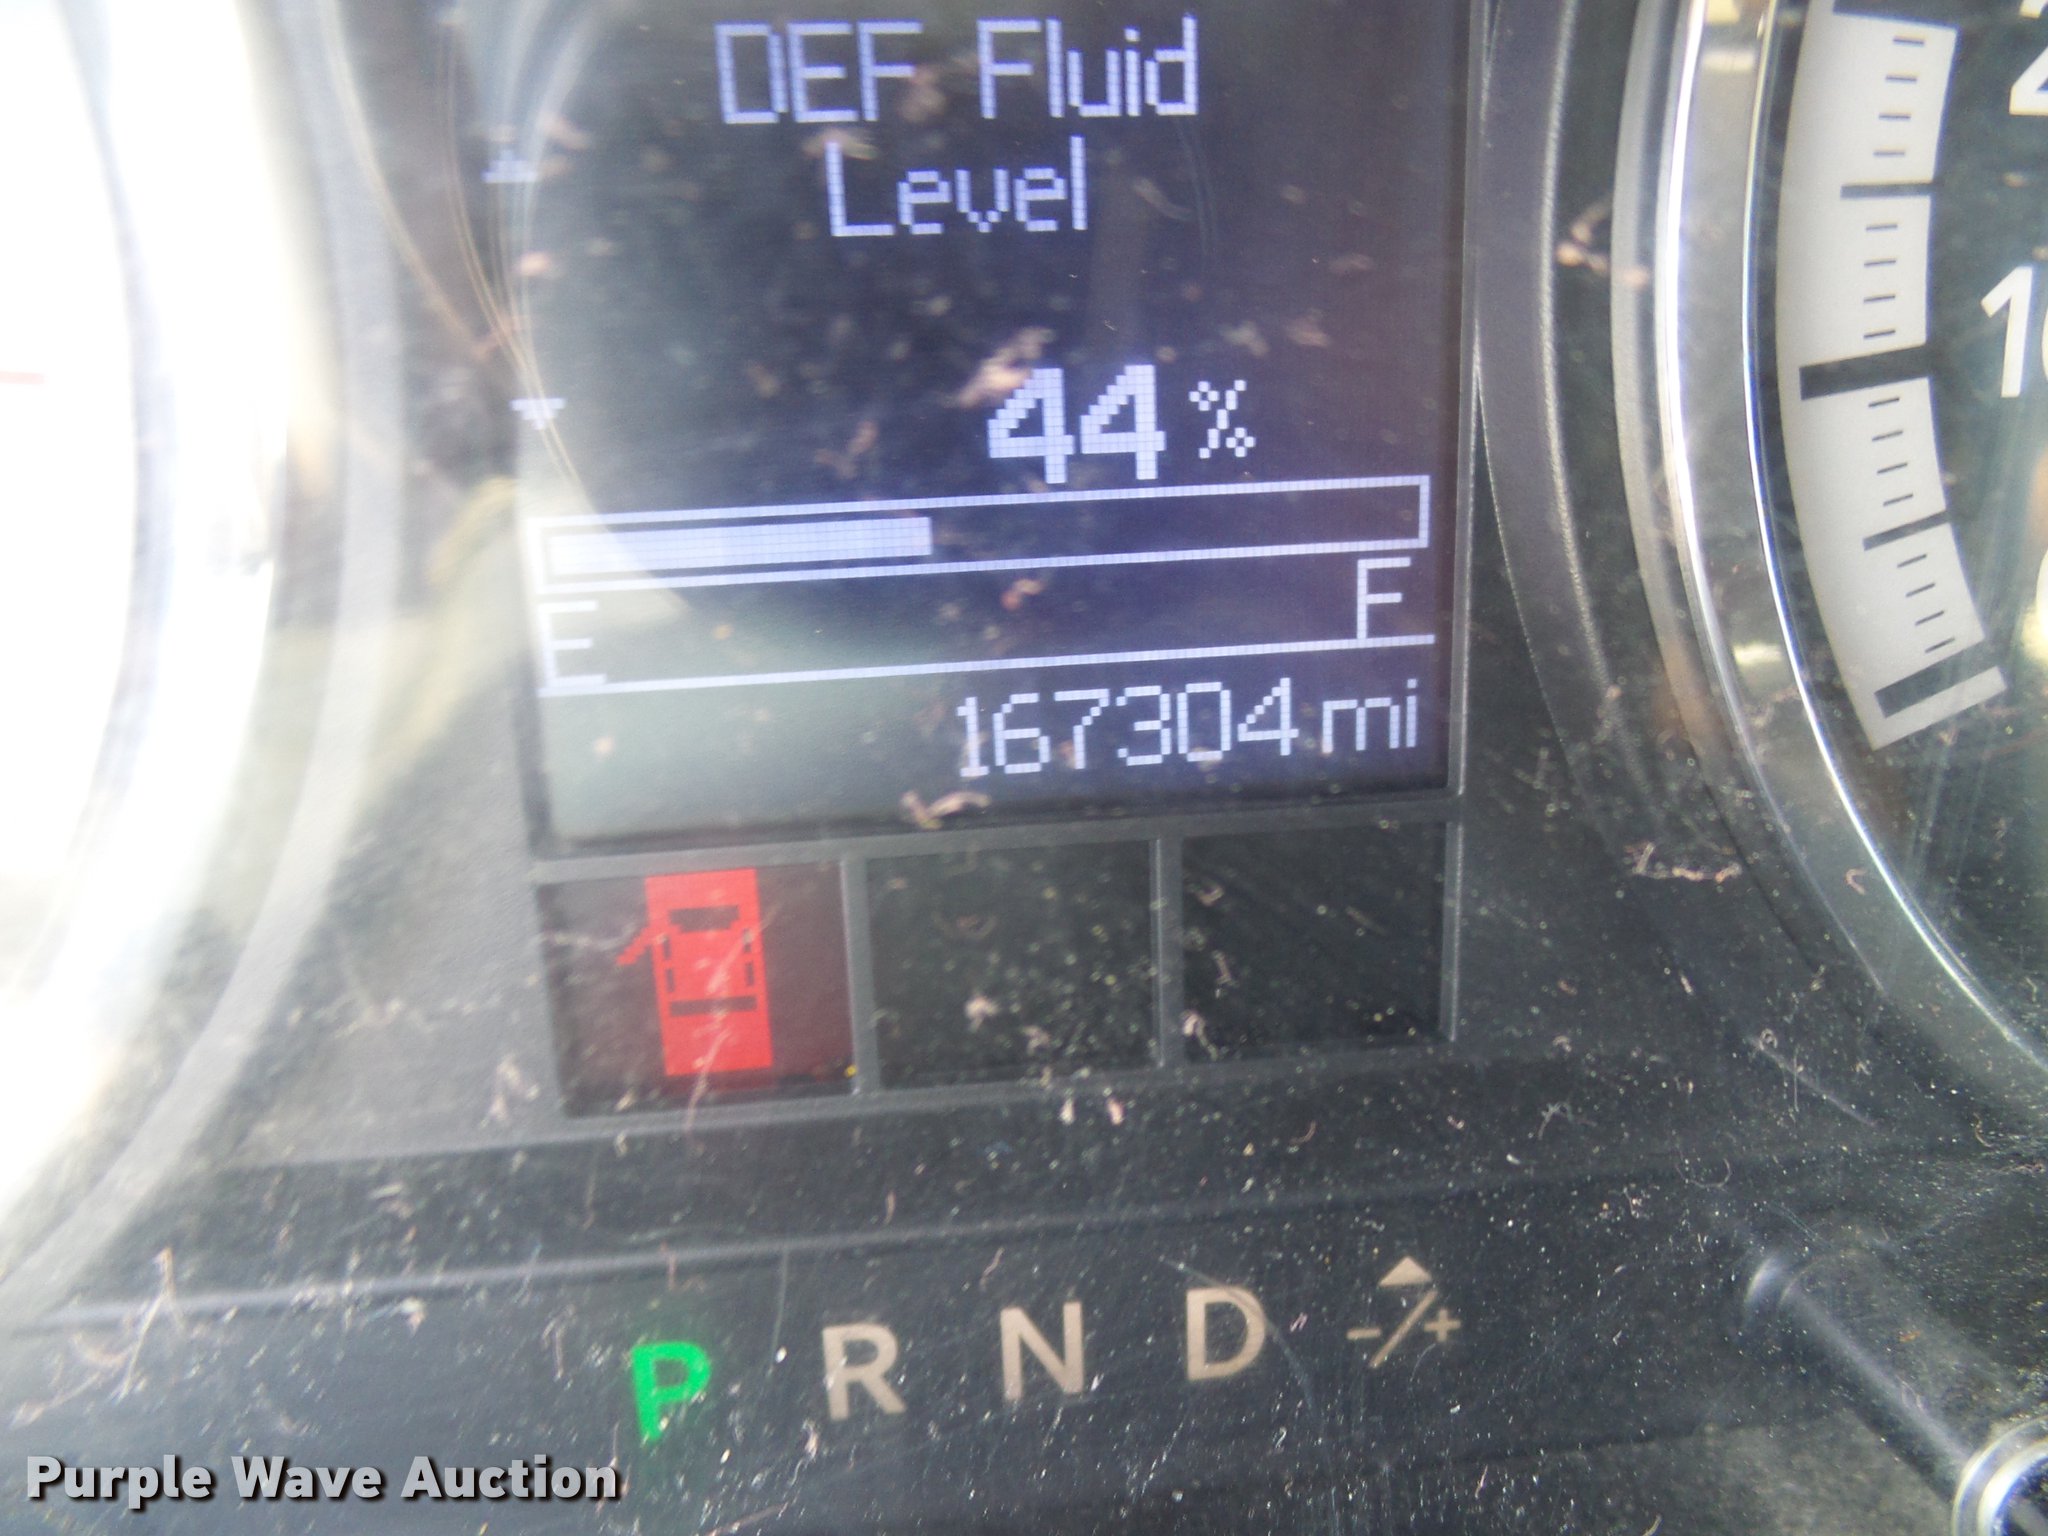 DEF Fluid
Level
44%
E F
167304 mi
P R N D -/+
Purple Wave Auction